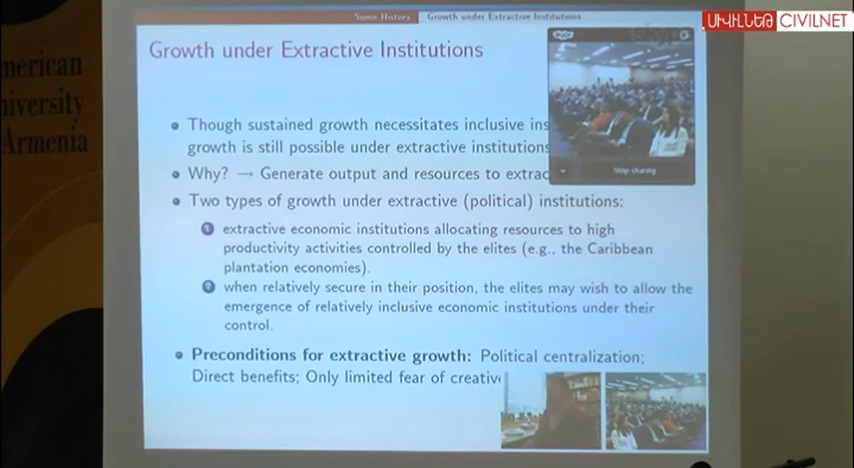 Some History
Growth under Extractive Institutions
ՍԻՎԻԼՆԵԹ CIVILNET
merican
niversity
Armenia
Growth under Extractive Institutions
skype
• Though sustained growth necessitates inclusive ins
growth is still possible under extractive institutions
• Why? → Generate output and resources to extrac
Stop sharing
• Two types of growth under extractive (political) institutions:
1 extractive economic institutions allocating resources to high
productivity activities controlled by the elites (e.g., the Caribbean
plantation economies).
2 when relatively secure in their position, the elites may wish to allow the
emergence of relatively inclusive economic institutions under their
control.
• Preconditions for extractive growth: Political centralization;
Direct benefits; Only limited fear of creativ